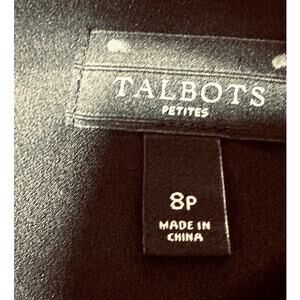 TALBOTS
PETITES
8P
MADE IN
CHINA